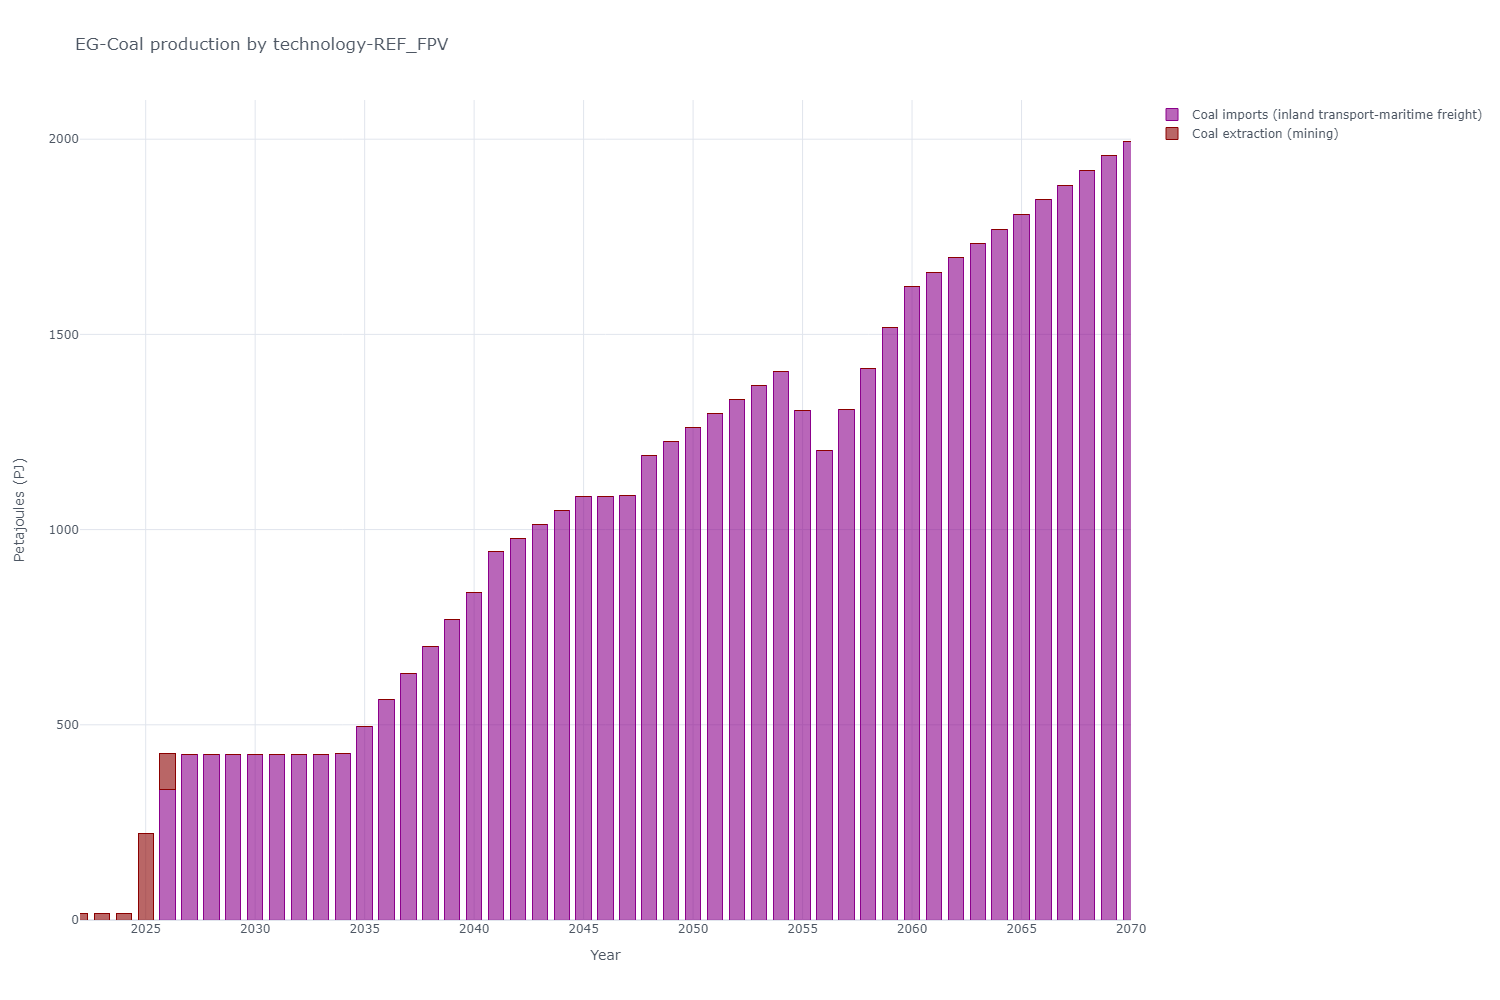 EG-Coal production by technology-REF_FPV
Coal imports (inland transport-maritime freight)
Coal extraction (mining)
Petajoules (PJ)
2000
1500
1000
500
0
2025 2030 2035 2040 2045 2050 2055 2060 2065 2070
Year